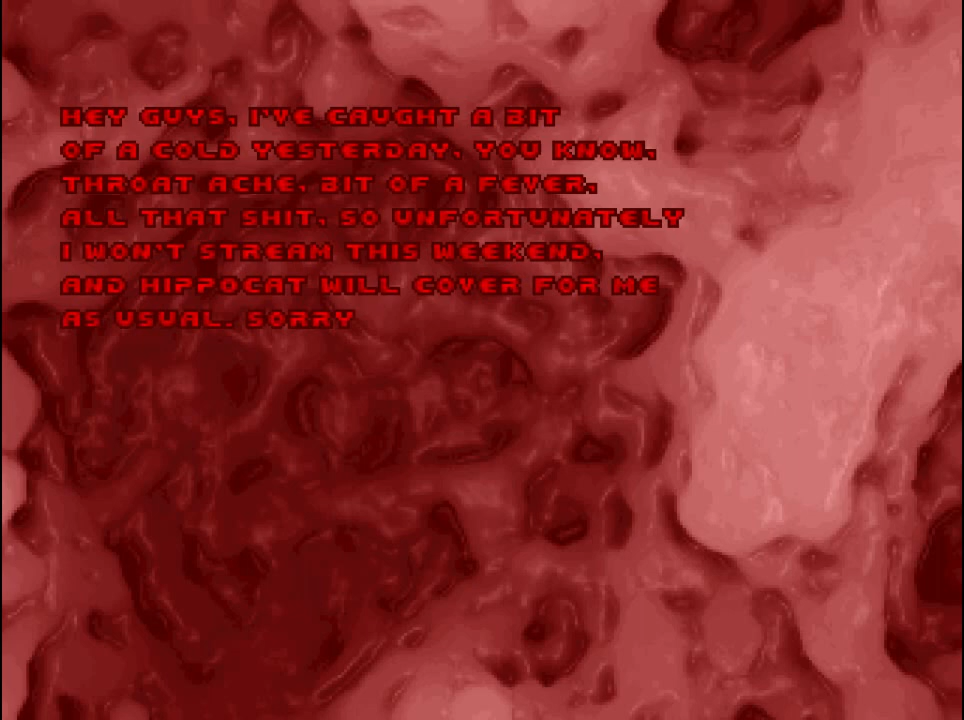 HEY GUYS, I'VE CAUGHT A BIT
OF A COLD YESTERDAY, YOU KNOW,
THROAT ACHE, BIT OF A FEVER,
ALL THAT SHIT, SO UNFORTUNATELY
I WON'T STREAM THIS WEEKEND,
AND HIPPOCAT WILL COVER FOR ME
AS USUAL. SORRY